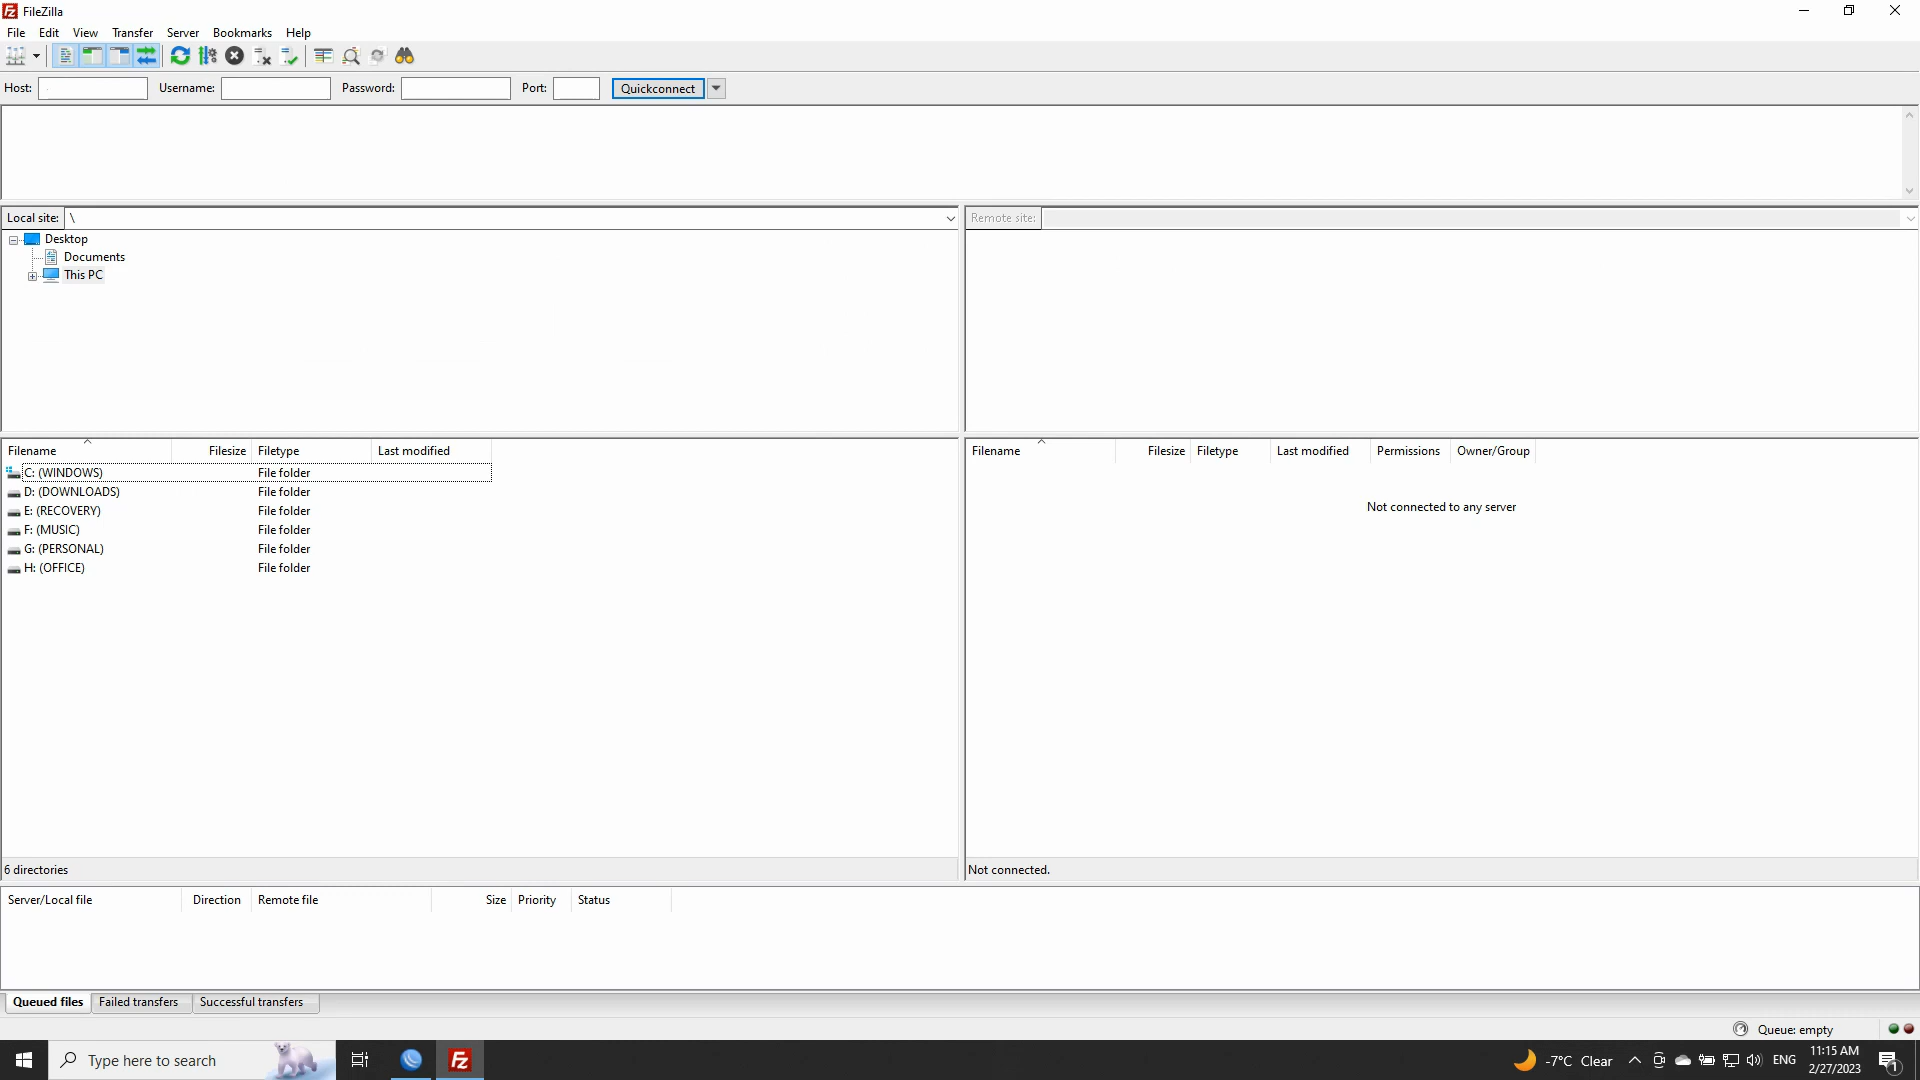 FileZilla
File Edit View Transfer Server Bookmarks Help
Host: Username: Password: Port: Quickconnect
Local site: \
Remote site:
Desktop
Documents
This PC
Filename Filesize Filetype Last modified
C: (WINDOWS) File folder
D: (DOWNLOADS) File folder
E: (RECOVERY) File folder
F: (MUSIC) File folder
G: (PERSONAL) File folder
H: (OFFICE) File folder
6 directories
Filename Filesize Filetype Last modified Permissions Owner/Group
Not connected to any server
Not connected.
Server/Local file Direction Remote file Size Priority Status
Queued files Failed transfers Successful transfers
Queue: empty
Type here to search
Fz
-7°C Clear
ENG
11:15 AM
2/27/2023
1